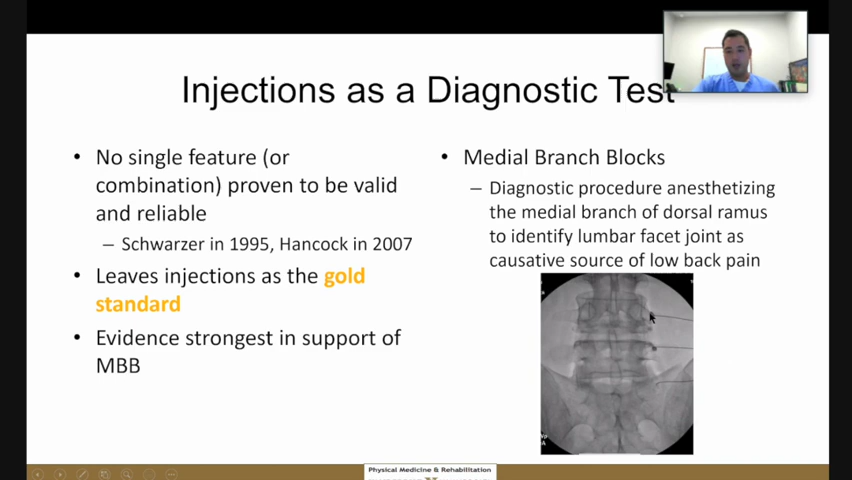 Injections as a Diagnostic Test
• No single feature (or
combination) proven to be valid
and reliable
– Schwarzer in 1995, Hancock in 2007
• Leaves injections as the gold
standard
• Evidence strongest in support of
MBB
• Medial Branch Blocks
– Diagnostic procedure anesthetizing
the medial branch of dorsal ramus
to identify lumbar facet joint as
causative source of low back pain
Physical Medicine & Rehabilitation